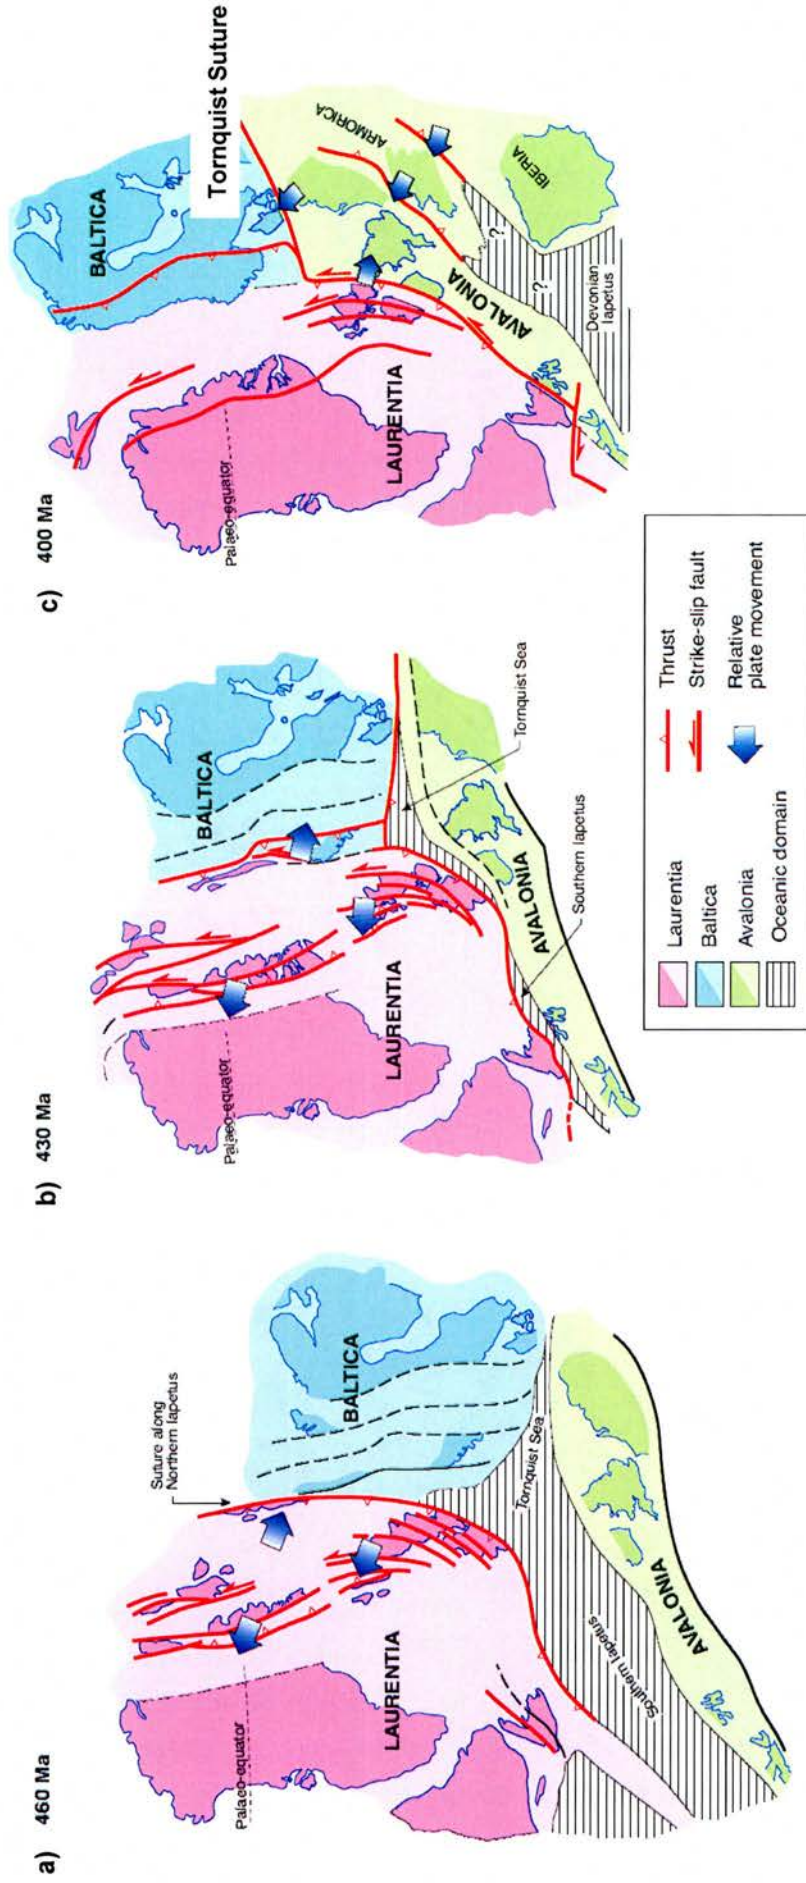 a) 460 Ma
Suture along
Northern Iapetus
BALTICA
Palaeo-equator
LAURENTIA
Tornquist Sea
Southern Iapetus
AVALONIA
b) 430 Ma
BALTICA
Palaeo-equator
LAURENTIA
Tornquist Sea
AVALONIA
Southern Iapetus
c) 400 Ma
BALTICA
Tornquist Suture
ARMORICA
Palaeo-equator
LAURENTIA
AVALONIA
IBERIA
?
?
Devonian
Iapetus
Laurentia
Baltica
Avalonia
Oceanic domain
Thrust
Strike-slip fault
Relative
plate movement